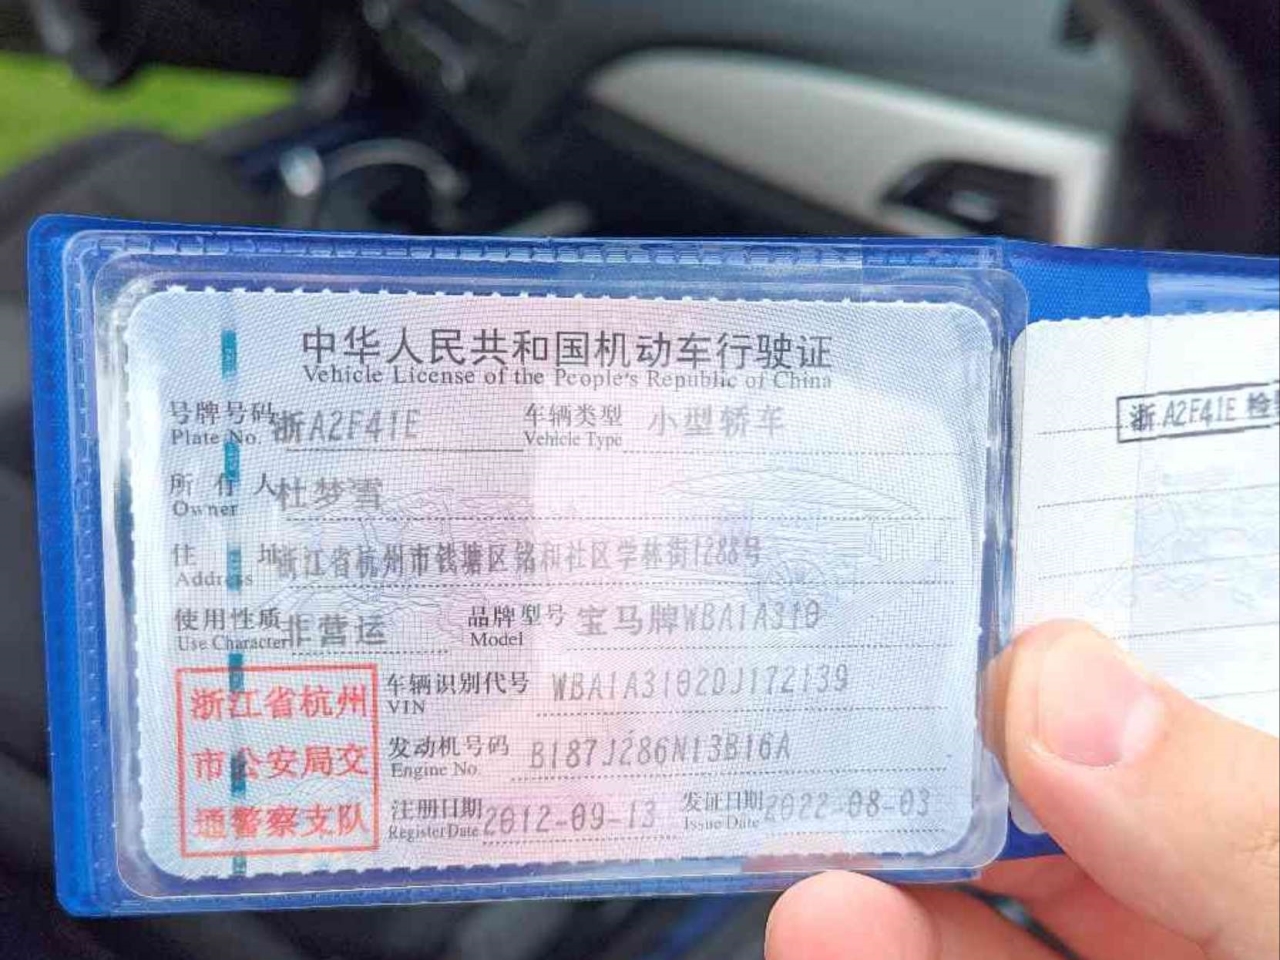 中华人民共和国机动车行驶证
Vehicle License of the People's Republic of China
号牌号码 浙A2F41E 车辆类型 小型轿车
Plate No. Vehicle Type
所有人 杜梦雪
Owner
住址 浙江省杭州市钱塘区铭和社区学林街1288号
Address
使用性质 非营运 品牌型号 宝马牌WBA1A310
Use Character Model
车辆识别代号 WBA1A3102DJ172139
VIN
发动机号码 B187J286N13B16A
Engine No.
注册日期 2012-09-13 发证日期 2022-08-03
Register Date Issue Date
浙江省杭州
市公安局交
通警察支队
浙A2F41E 检